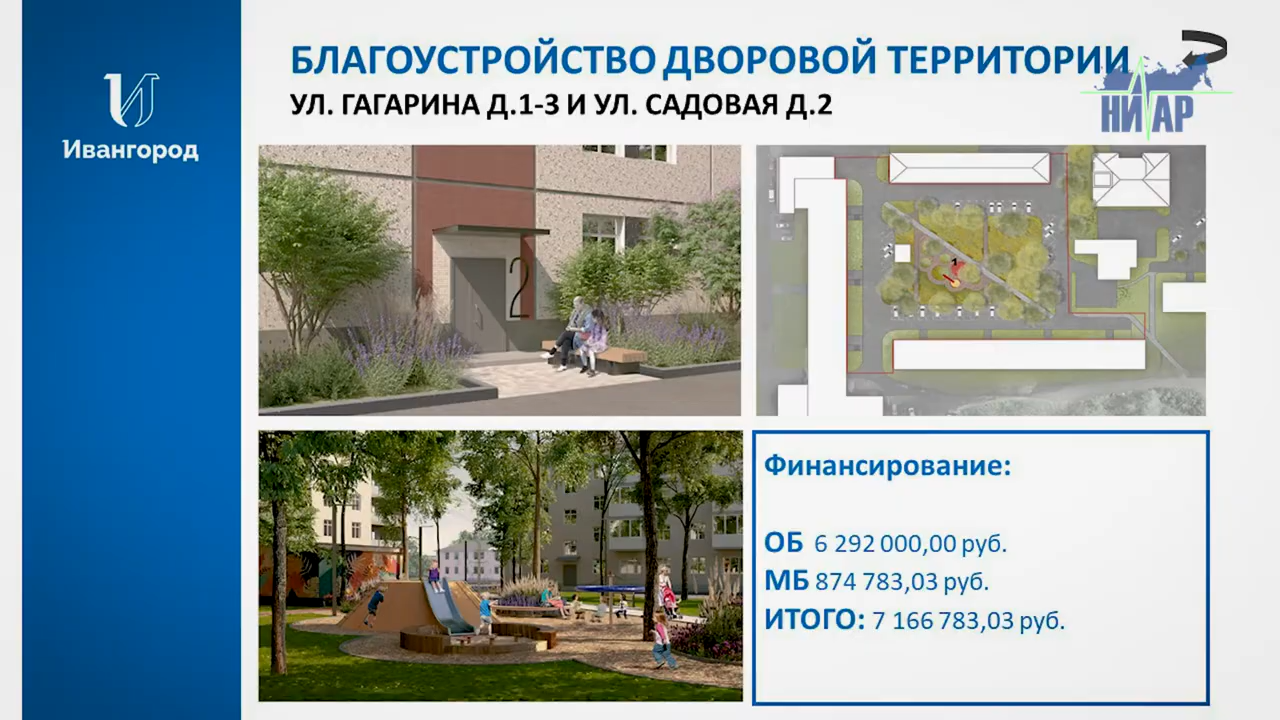 БЛАГОУСТРОЙСТВО ДВОРОВОЙ ТЕРРИТОРИИ
УЛ. ГАГАРИНА Д.1-3 И УЛ. САДОВАЯ Д.2
НИТАР
Ивангород
2
1
Финансирование:
ОБ 6 292 000,00 руб.
МБ 874 783,03 руб.
ИТОГО: 7 166 783,03 руб.